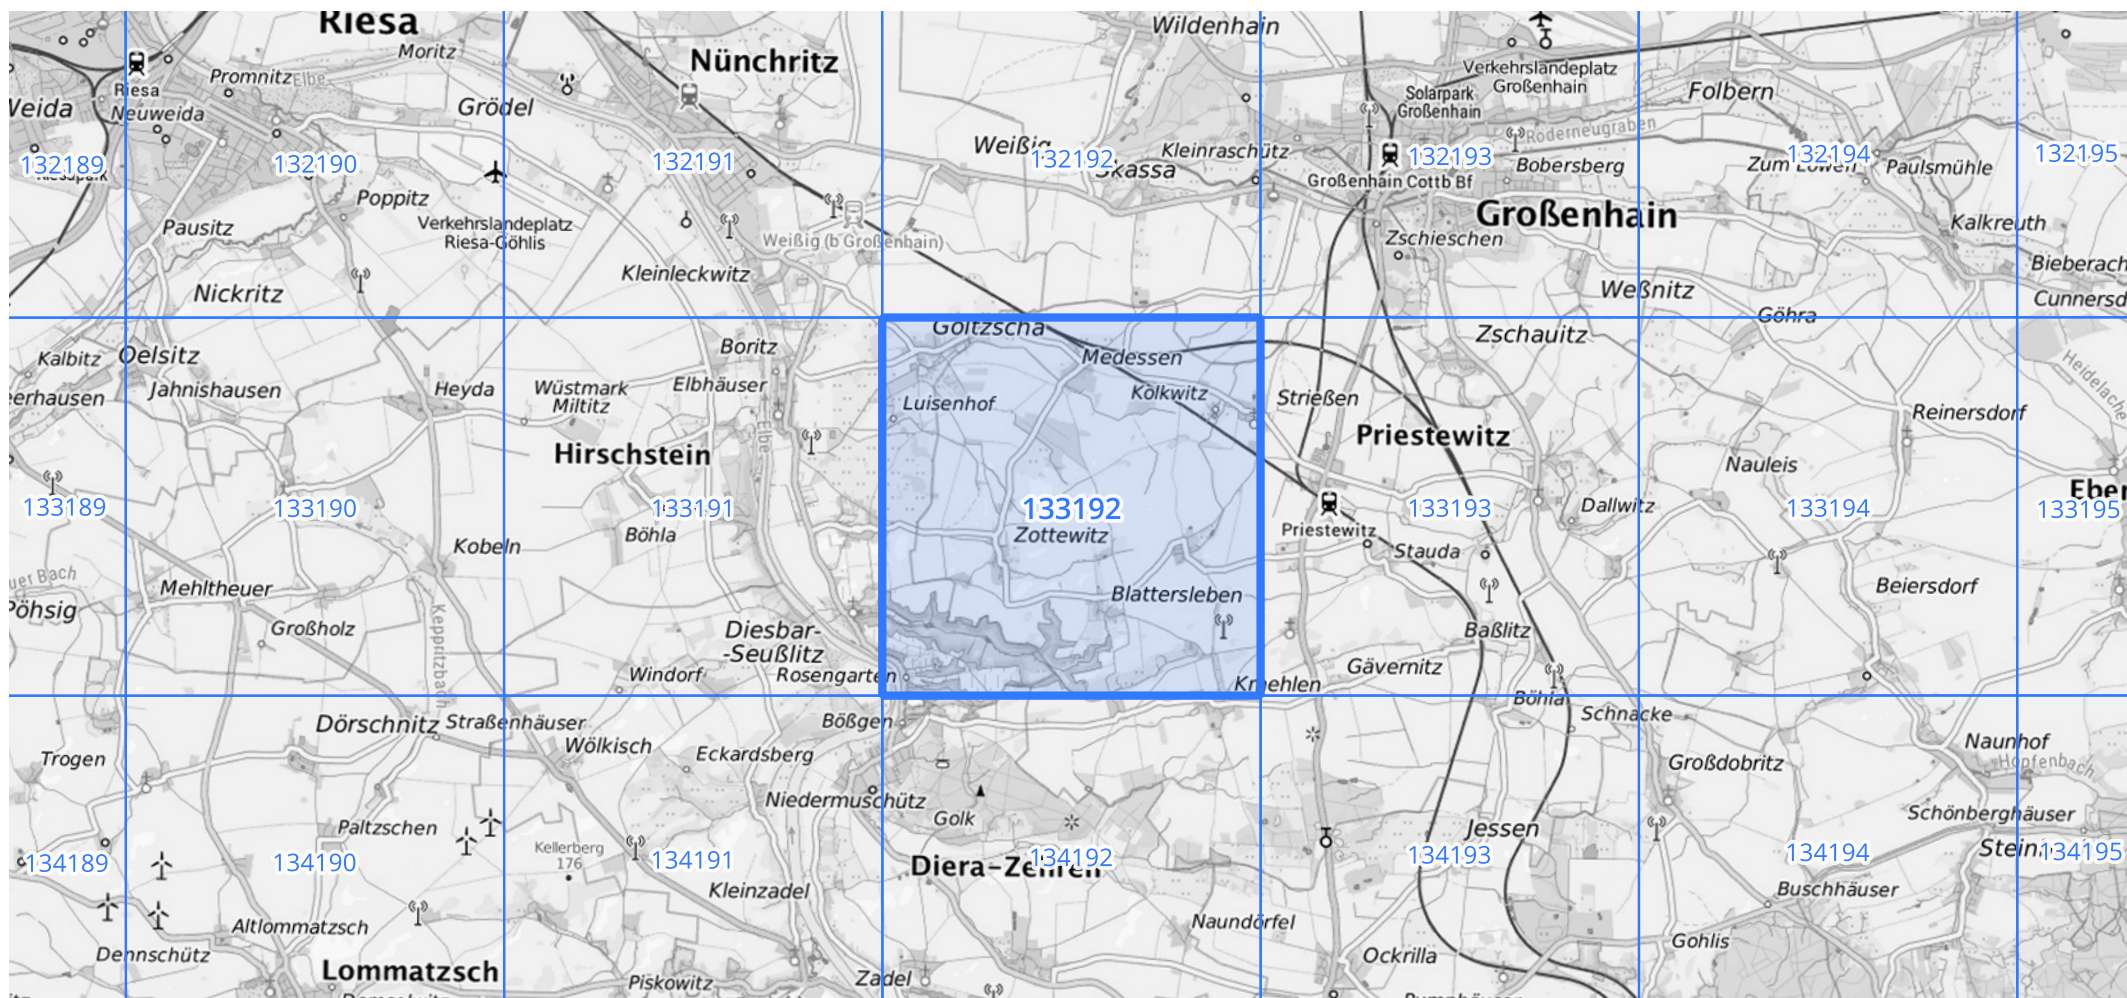 Riesa
Wildenhain
Moritz
Nünchritz
Verkehrslandeplatz
Großenhain
Promnitz
Elbe
Riesa
Folbern
Solarpark
Großenhain
Weida
Neuweida
Grödel
Röderneugraben
Weißig
Kleinraschütz
132189
132190
132191
132192
132193
132194
132195
Skassa
Bobersberg
Paulsmühle
Großenhain Cottb Bf
Poppitz
Pausitz
Verkehrslandeplatz
Riesa-Göhlis
Weißig (b Großenhain)
Großenhain
Zschieschen
Kalkreuth
Kleinleckwitz
Nickritz
Weßnitz
Bieberach
Göhra
Goltzscha
Zschauitz
Kalbitz
Oelsitz
Boritz
Medessen
Jahnishausen
Heyda
Wüstmark
Miltitz
Elbhäuser
Kolkwitz
Luisenhof
Strießen
Heidelache
Reinersdorf
Hirschstein
Elbe
Priestewitz
Nauleis
133189
133190
133191
133192
133193
133194
133195
Dallwitz
Böhla
Zottewitz
Priestewitz
Kobeln
Stauda
Mehltheuer
Blattersleben
Beiersdorf
Pöhsig
Großholz
Keppritzbach
Diesbar-
-Seußlitz
Baßlitz
Windorf
Rosengarten
Gävernitz
Kmehlen
Böhla
Dörschnitz
Straßenhäuser
Bößgen
Schnacke
Trogen
Wölkisch
Eckardsberg
Naunhof
Großdobritz
Hopfenbach
Niedermuschütz
Golk
Schönberghäuser
Paltzschen
Jessen
Kellerberg
176
134189
134190
134191
134192
134193
134194
134195
Diera-Zehren
Kleinzadel
Buschhäuser
Naundörfel
Altlommatzsch
Dennschütz
Gohlis
Ockrilla
Lommatzsch
Piskowitz
Zadel